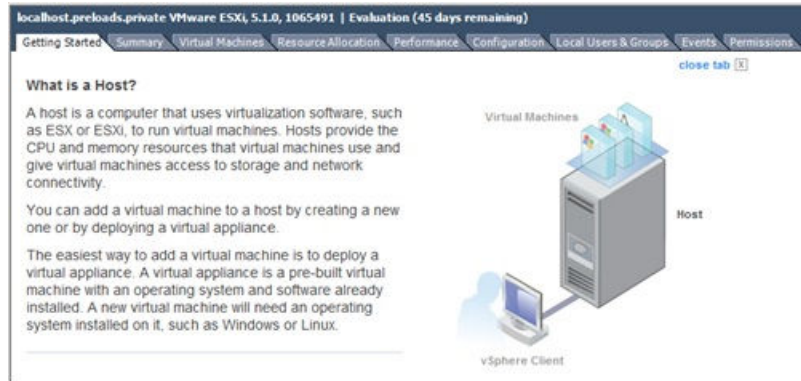 localhost.preloads.private VMware ESXi, 5.1.0, 1065491 | Evaluation (45 days remaining)
Getting Started Summary Virtual Machines Resource Allocation Performance Configuration Local Users & Groups Events Permissions
close tab X
What is a Host?
A host is a computer that uses virtualization software, such
as ESX or ESXi, to run virtual machines. Hosts provide the
CPU and memory resources that virtual machines use and
give virtual machines access to storage and network
connectivity.
You can add a virtual machine to a host by creating a new
one or by deploying a virtual appliance.
The easiest way to add a virtual machine is to deploy a
virtual appliance. A virtual appliance is a pre-built virtual
machine with an operating system and software already
installed. A new virtual machine will need an operating
system installed on it, such as Windows or Linux.
Virtual Machines
Host
vSphere Client